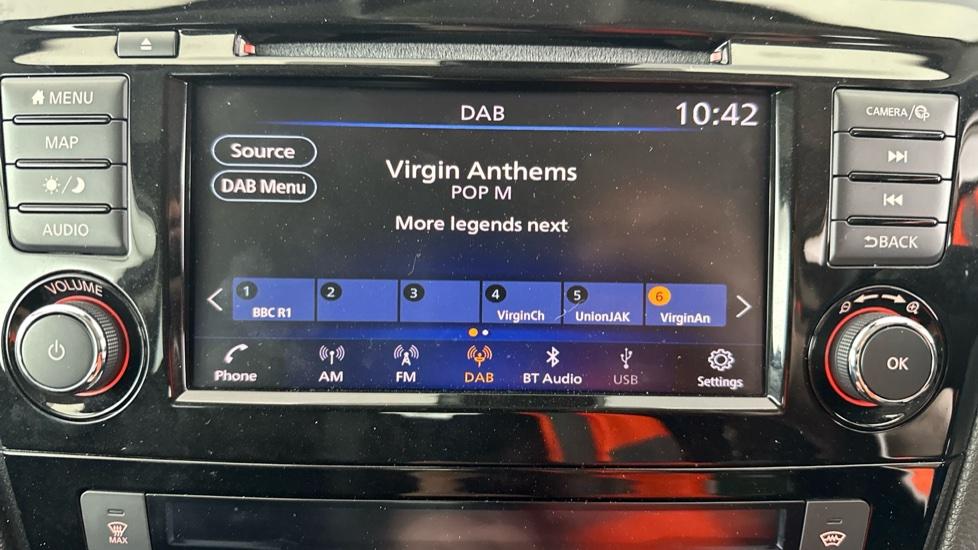 DAB 10:42
MENU
MAP
AUDIO
VOLUME
Source
DAB Menu
Virgin Anthems
POP M
More legends next
1 2 3 4 5 6
BBC R1 VirginCh UnionJAK VirginAn
Phone AM FM DAB BT Audio USB Settings
CAMERA/
BACK
OK
MAX